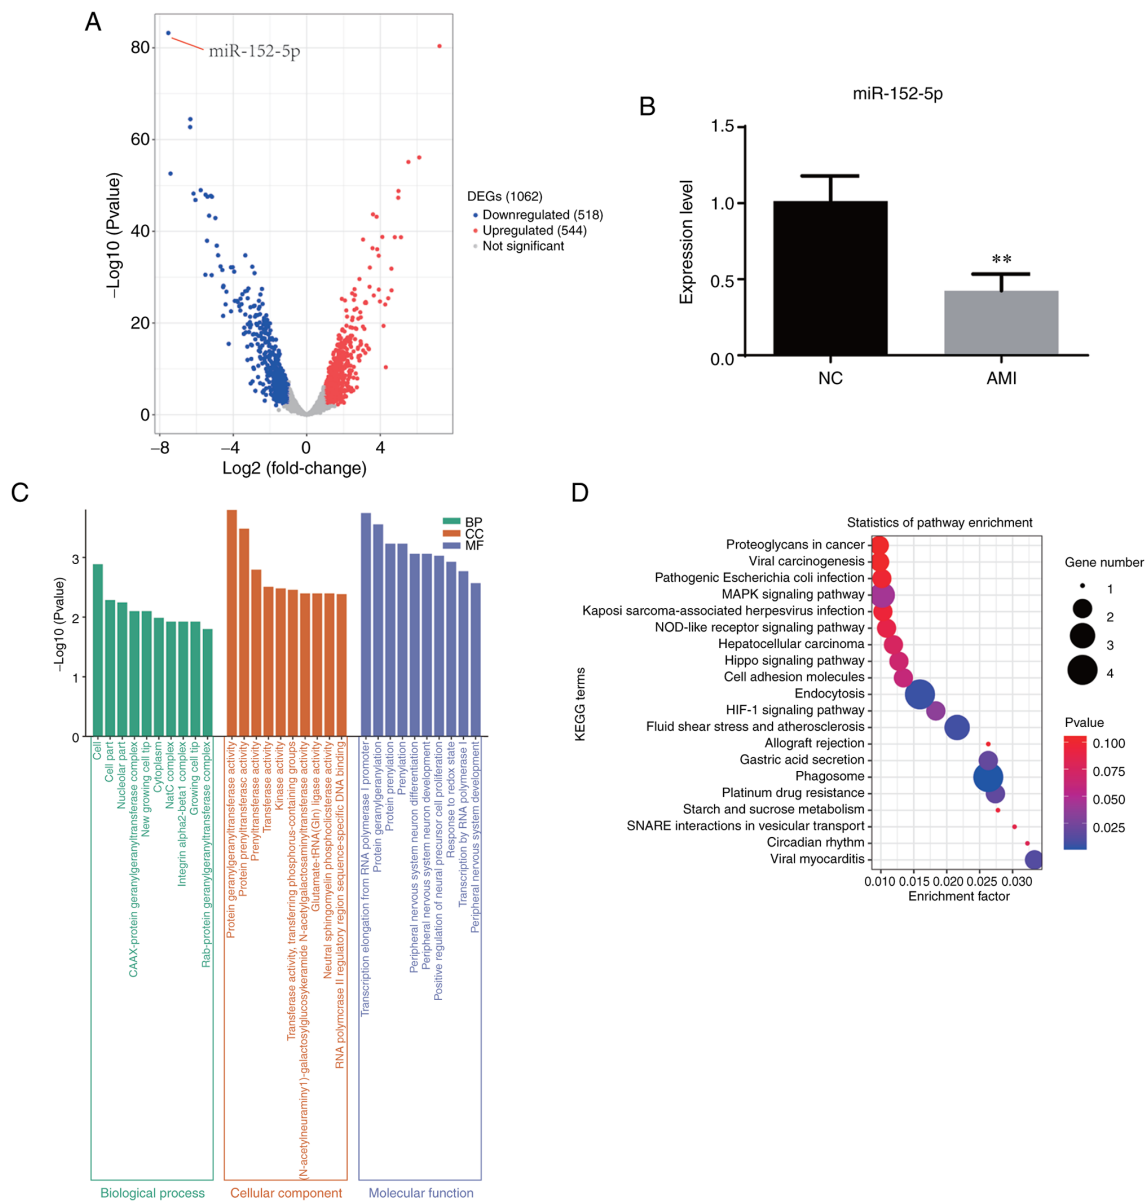 A
miR-152-5p
−Log10 (Pvalue)
80
60
40
20
0
−8
−4
0
4
Log2 (fold-change)
DEGs (1062)
Downregulated (518)
Upregulated (544)
Not significant
B
miR-152-5p
Expression level
1.5
1.0
0.5
0.0
**
NC
AMI
C
−Log10 (Pvalue)
3
2
1
0
BP
CC
MF
Cell
Cell part
Nucleolar part
CAAX-protein geranylgeranyltransferase complex
New growing cell tip
Cytoplasm
NatC complex
Integrin alpha2-beta1 complex
Growing cell tip
Rab-protein geranylgeranyltransferase complex
Protein geranylgeranyltransferase activity
Protein prenyltransferasc activity
Prenyltransferase activity
Transferase activity
Kinase activity
Transferase activity, transferring phosphorus-containing groups
(N-acetylneuraminy1)-galactosylglucosykeramide N-acetylgalactosaminyltransferase activity
Glutamate-tRNA(Gln) ligase activity
Neutral sphingomyelin phosphoclicsterase activity
RNA polymcrase II regulatory region sequence-specific DNA binding
Transcription elongation from RNA polymerase I promoter
Protein geranylgeranylation
Protein prenylation
Prenylation
Peripheral nervous system neuron differentiation
Peripheral nervous system neuron development
Positive regulation of neural precursor cell proliferation
Response to redox state
Transcription by RNA polymerase I
Peripheral nervous system development
Biological process
Cellular component
Molecular function
D
Statistics of pathway enrichment
KEGG terms
Proteoglycans in cancer
Viral carcinogenesis
Pathogenic Escherichia coli infection
MAPK signaling pathway
Kaposi sarcoma-associated herpesvirus infection
NOD-like receptor signaling pathway
Hepatocellular carcinoma
Hippo signaling pathway
Cell adhesion molecules
Endocytosis
HIF-1 signaling pathway
Fluid shear stress and atherosclerosis
Allograft rejection
Gastric acid secretion
Phagosome
Platinum drug resistance
Starch and sucrose metabolism
SNARE interactions in vesicular transport
Circadian rhythm
Viral myocarditis
0.010 0.015 0.020 0.025 0.030
Enrichment factor
Gene number
1
2
3
4
Pvalue
0.100
0.075
0.050
0.025